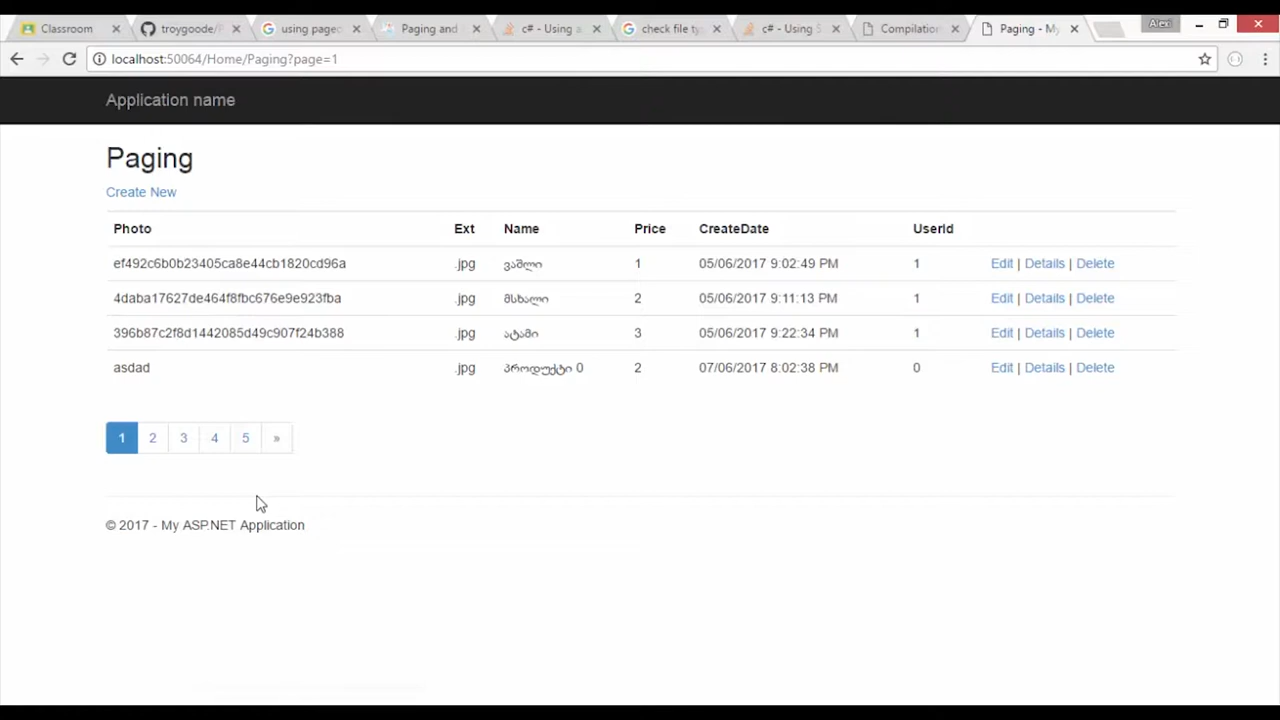 Classroom troygoode/ using page Paging and c# - Using a check file ty c# - Using Compilation Paging - My Alexi
localhost:50064/Home/Paging?page=1
Application name
Paging
Create New
Photo Ext Name Price CreateDate UserId
ef492c6b0b23405ca8e44cb1820cd96a .jpg ვაშლი 1 05/06/2017 9:02:49 PM 1 Edit | Details | Delete
4daba17627de464f8fbc676e9e923fba .jpg მსხალი 2 05/06/2017 9:11:13 PM 1 Edit | Details | Delete
396b87c2f8d1442085d49c907f24b388 .jpg ატამი 3 05/06/2017 9:22:34 PM 1 Edit | Details | Delete
asdad .jpg პროდუქტი 0 2 07/06/2017 8:02:38 PM 0 Edit | Details | Delete
1 2 3 4 5 »
© 2017 - My ASP.NET Application